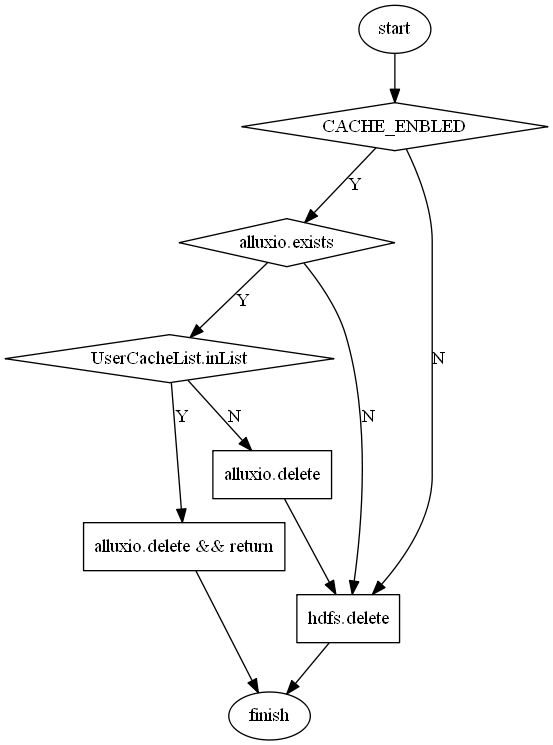 start
CACHE_ENBLED
Y
alluxio.exists
Y
UserCacheList.inList
N
Y
N
N
alluxio.delete
alluxio.delete && return
hdfs.delete
finish